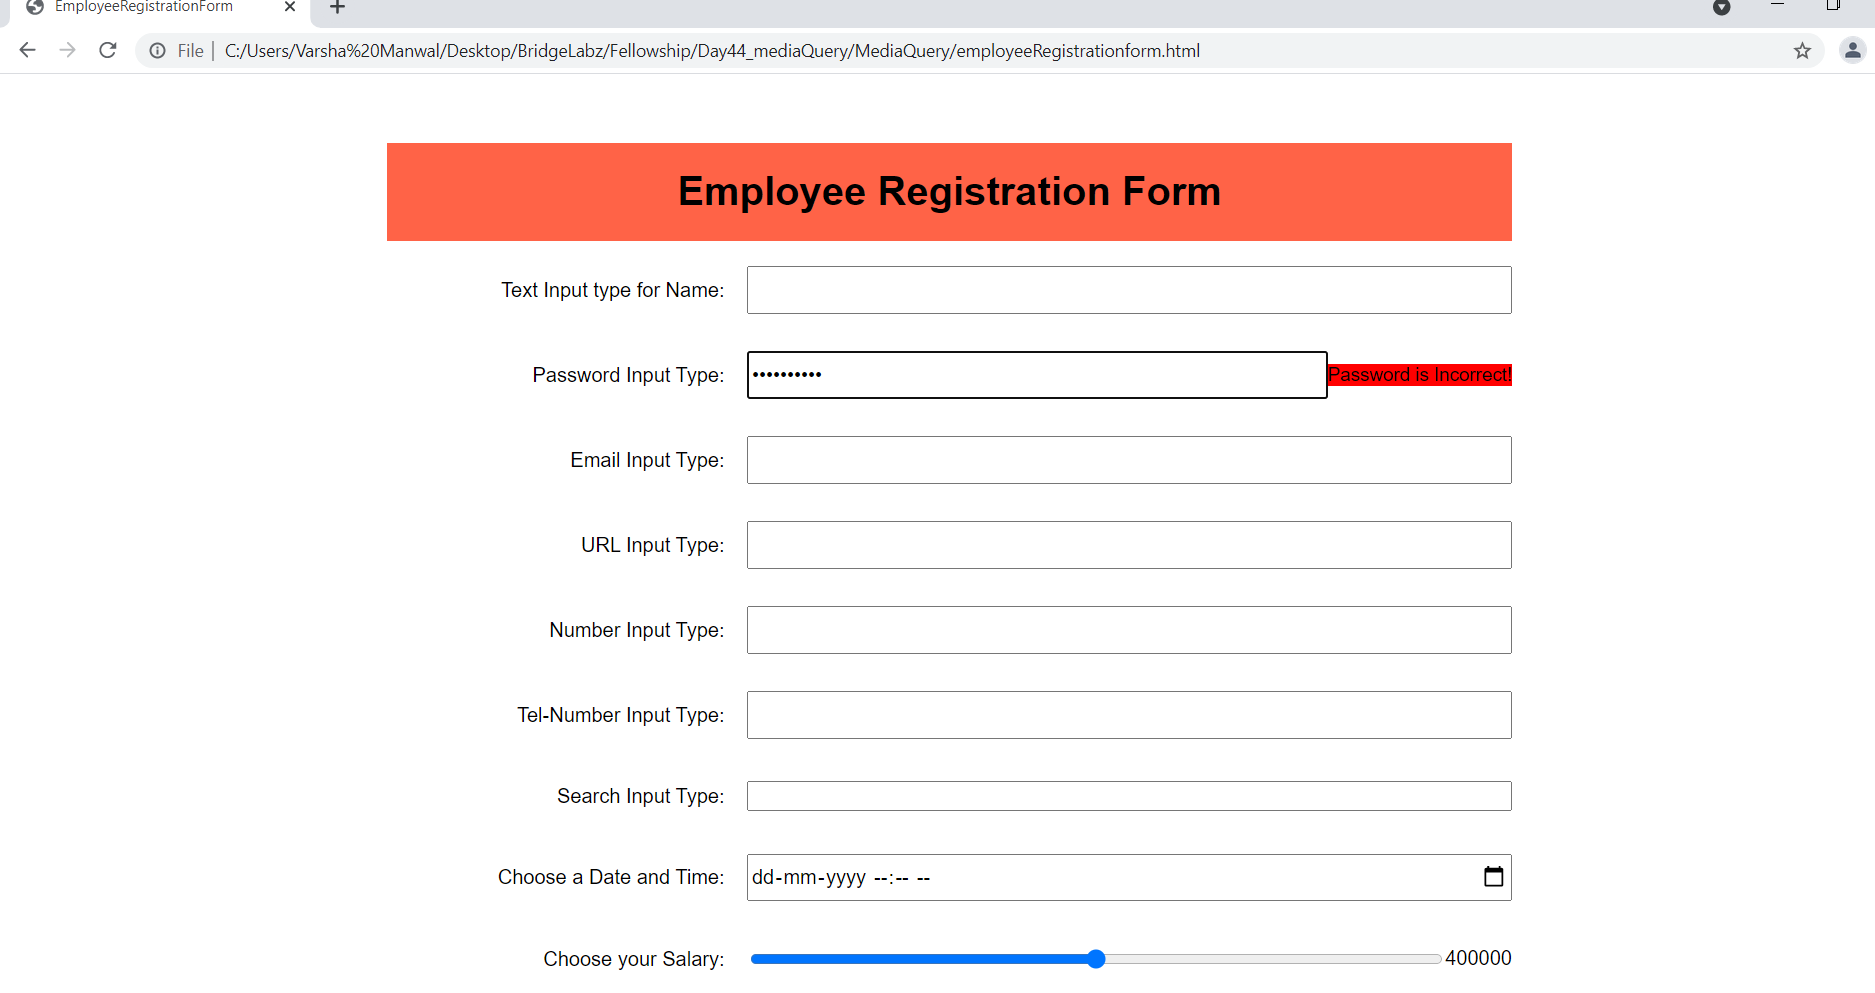 EmployeeRegistrationForm
File | C:/Users/Varsha%20Manwal/Desktop/BridgeLabz/Fellowship/Day44_mediaQuery/MediaQuery/employeeRegistrationform.html
Employee Registration Form
Text Input type for Name:
Password Input Type: •••••••••• Password is Incorrect!
Email Input Type:
URL Input Type:
Number Input Type:
Tel-Number Input Type:
Search Input Type:
Choose a Date and Time: dd-mm-yyyy --:-- --
Choose your Salary: 400000